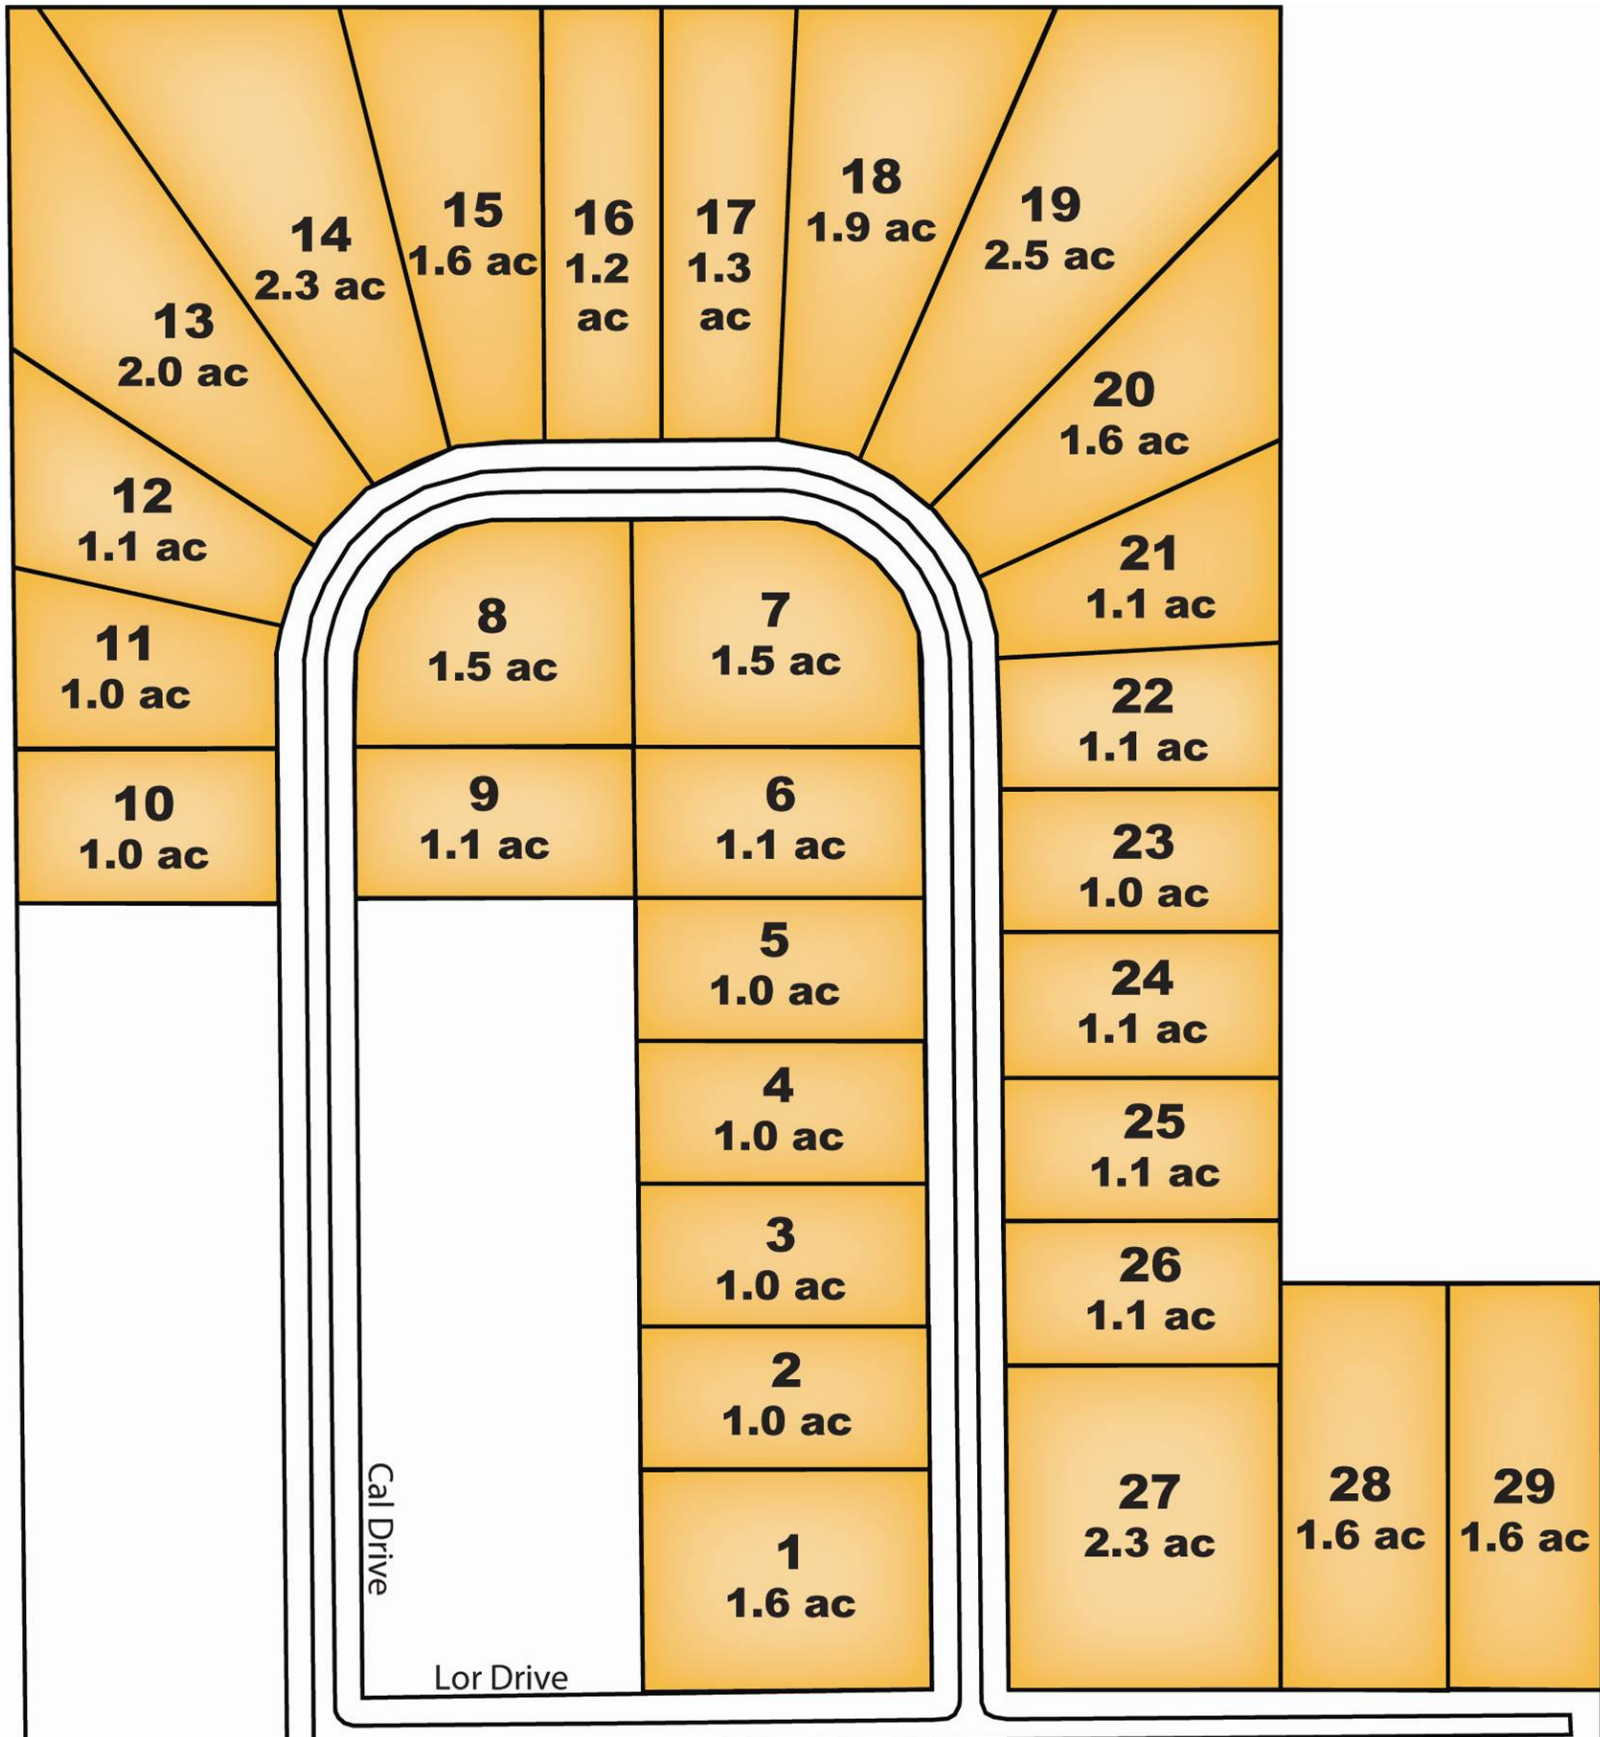 14
2.3 ac
15
1.6 ac
16
1.2
ac
17
1.3
ac
18
1.9 ac
19
2.5 ac
13
2.0 ac
20
1.6 ac
12
1.1 ac
21
1.1 ac
11
1.0 ac
8
1.5 ac
7
1.5 ac
22
1.1 ac
10
1.0 ac
9
1.1 ac
6
1.1 ac
23
1.0 ac
5
1.0 ac
24
1.1 ac
4
1.0 ac
25
1.1 ac
3
1.0 ac
26
1.1 ac
2
1.0 ac
27
2.3 ac
28
1.6 ac
29
1.6 ac
1
1.6 ac
Cal Drive
Lor Drive